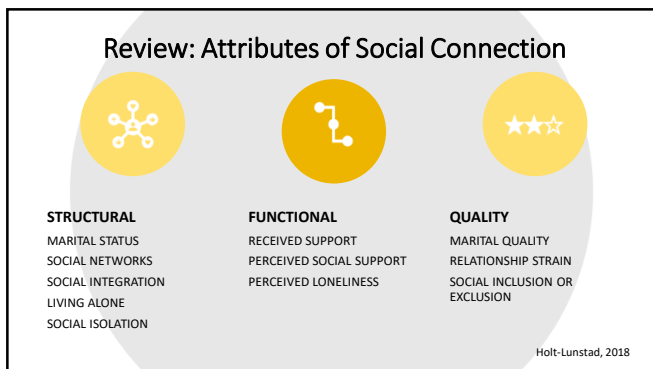 Review: Attributes of Social Connection
STRUCTURAL
MARITAL STATUS
SOCIAL NETWORKS
SOCIAL INTEGRATION
LIVING ALONE
SOCIAL ISOLATION
FUNCTIONAL
RECEIVED SUPPORT
PERCEIVED SOCIAL SUPPORT
PERCEIVED LONELINESS
QUALITY
MARITAL QUALITY
RELATIONSHIP STRAIN
SOCIAL INCLUSION OR
EXCLUSION
Holt-Lunstad, 2018